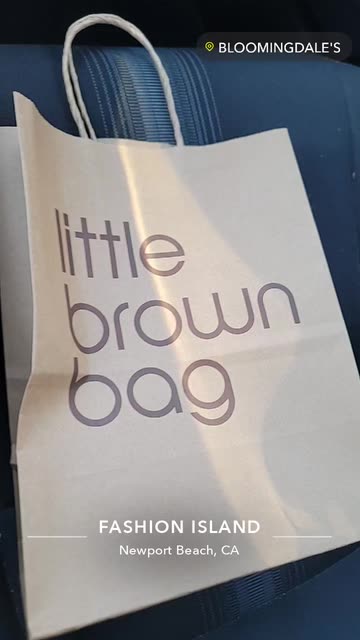 BLOOMINGDALE'S
little
brown
bag
FASHION ISLAND
Newport Beach, CA